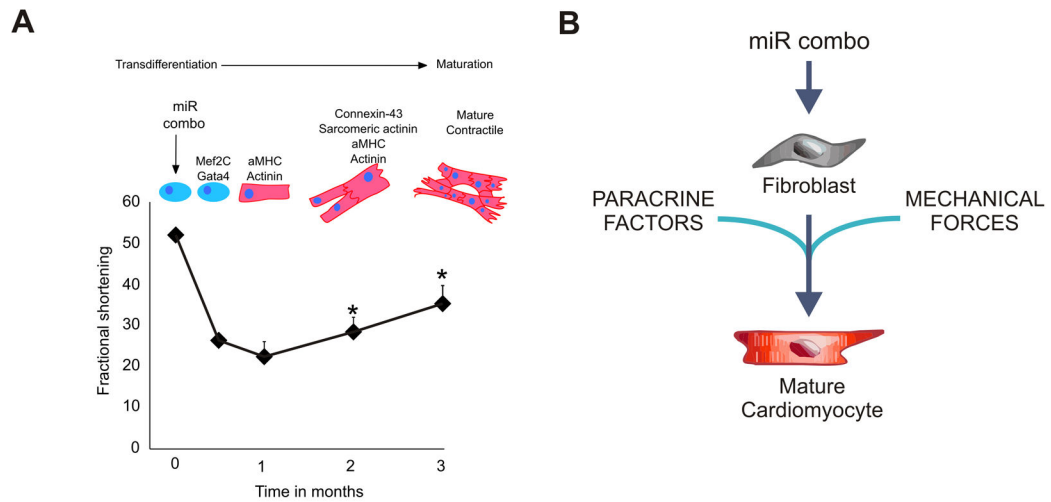 A
Transdifferentiation
Maturation
miR
combo
Mef2C
Gata4
aMHC
Actinin
Connexin-43
Sarcomeric actinin
aMHC
Actinin
Mature
Contractile
Fractional shortening
60
50
40
30
20
10
0
*
*
0
1
2
3
Time in months
B
miR combo
Fibroblast
PARACRINE
FACTORS
MECHANICAL
FORCES
Mature
Cardiomyocyte